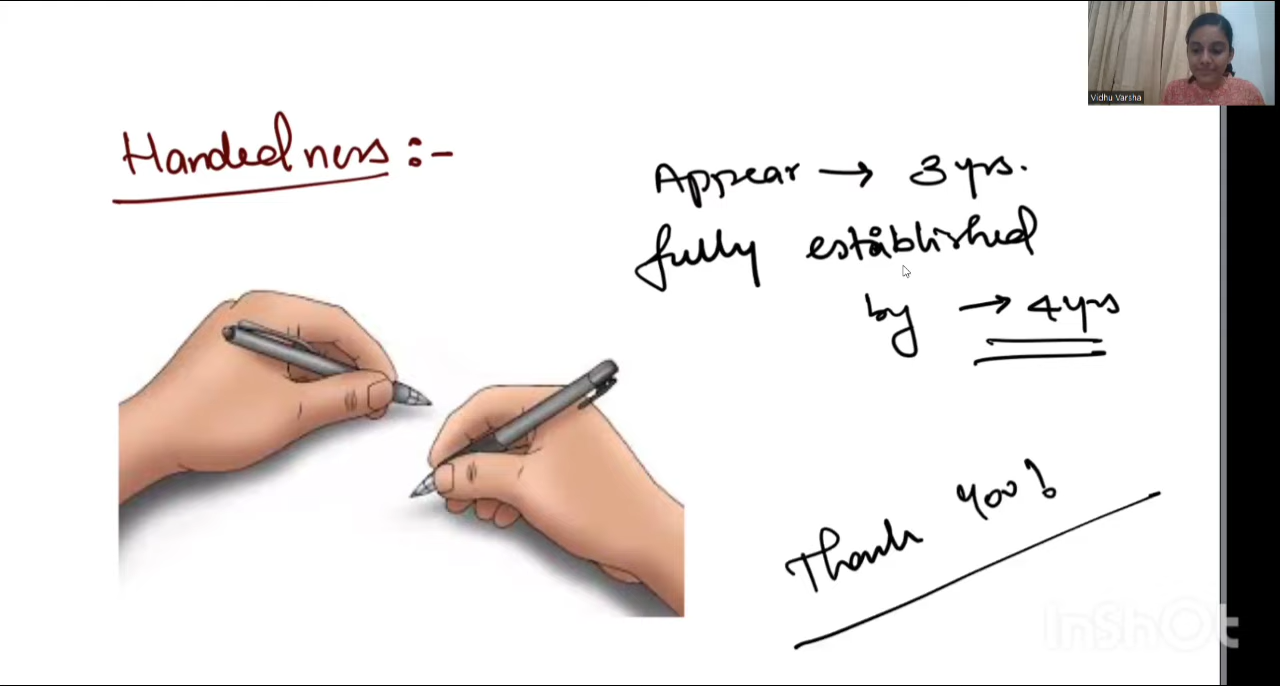 Vidhu Varsha
Handedness :-
Appear → 3 yrs.
fully established
by → 4 yrs
Thank you!
InShOt